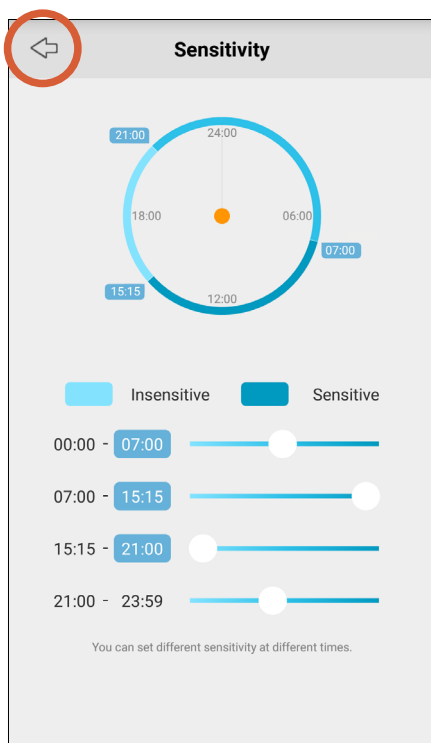 Sensitivity
21:00
24:00
18:00
06:00
07:00
15:15
12:00
Insensitive
Sensitive
00:00 - 07:00
07:00 - 15:15
15:15 - 21:00
21:00 - 23:59
You can set different sensitivity at different times.